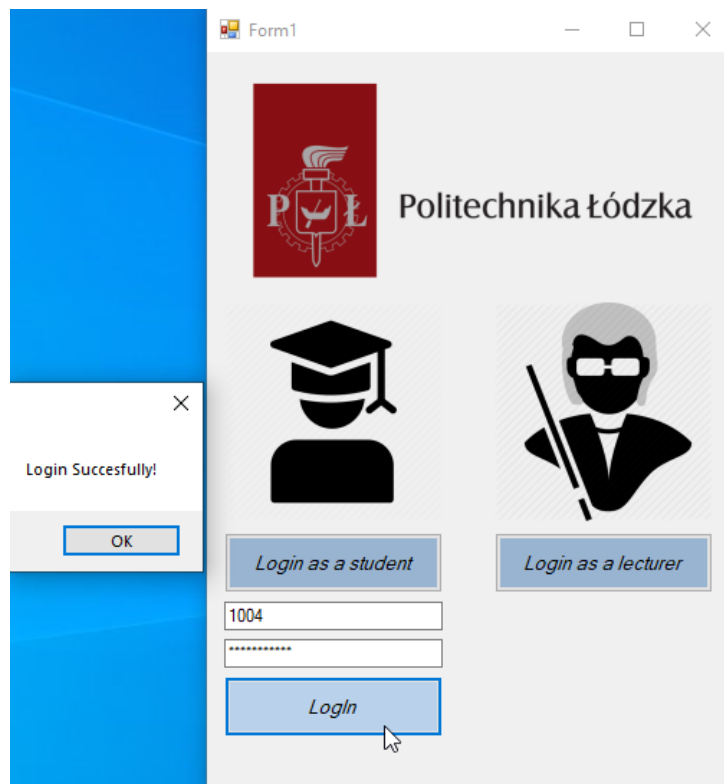 Form1
P Ł
Politechnika Łódzka
Login Succesfully!
OK
Login as a student
Login as a lecturer
1004
***********
LogIn